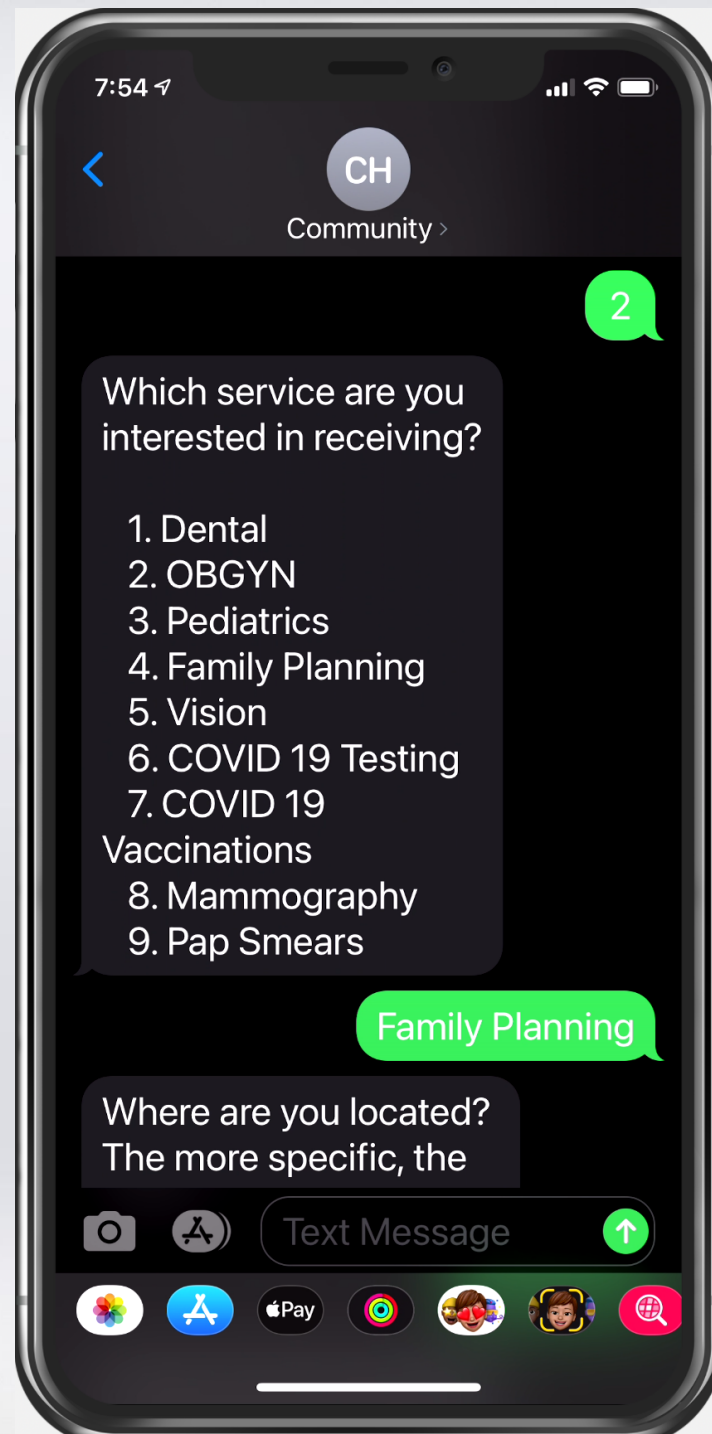 7:54
CH
Community
2
Which service are you
interested in receiving?
1. Dental
2. OBGYN
3. Pediatrics
4. Family Planning
5. Vision
6. COVID 19 Testing
7. COVID 19
Vaccinations
8. Mammography
9. Pap Smears
Family Planning
Where are you located?
The more specific, the
Text Message
Pay